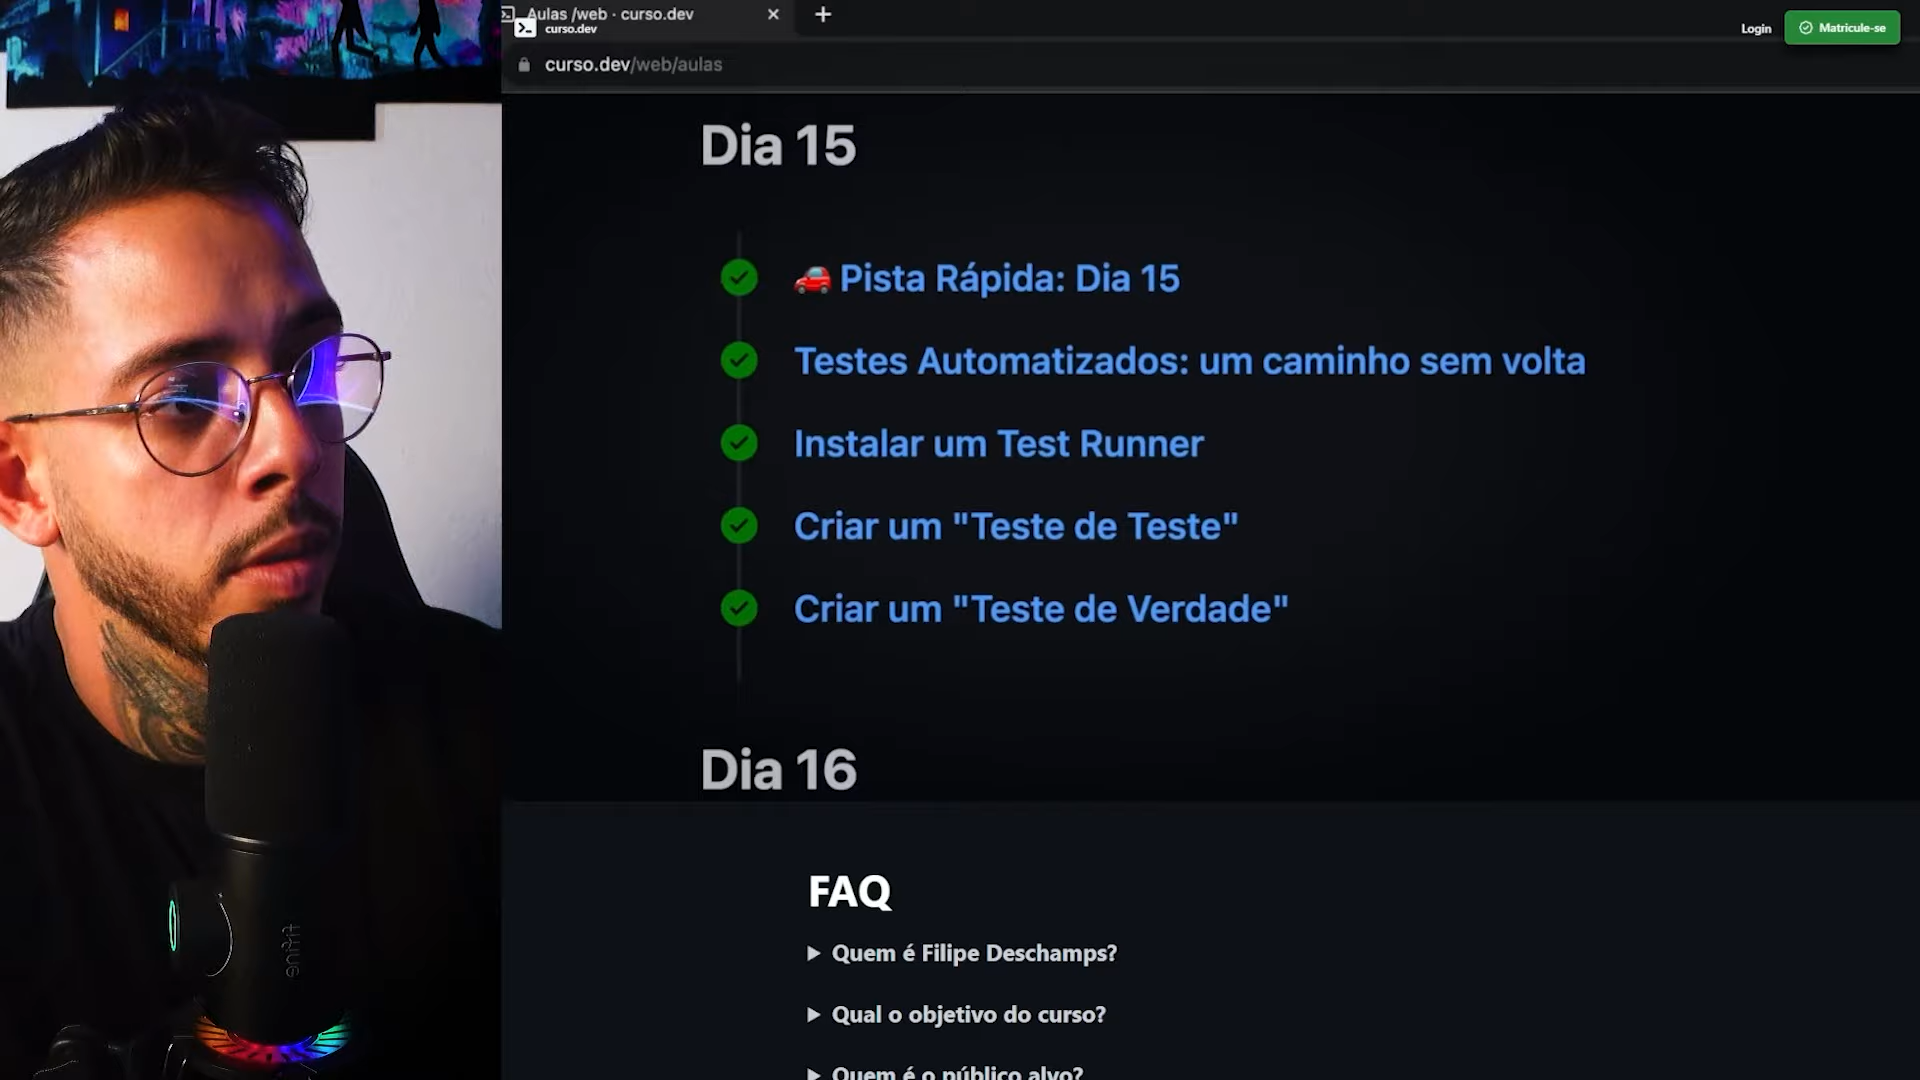 Aulas /web · curso.dev
curso.dev
Login
Matricule-se
curso.dev/web/aulas
Dia 15
Pista Rápida: Dia 15
Testes Automatizados: um caminho sem volta
Instalar um Test Runner
Criar um "Teste de Teste"
Criar um "Teste de Verdade"
Dia 16
FAQ
Quem é Filipe Deschamps?
Qual o objetivo do curso?
Quem é o público alvo?
fifine